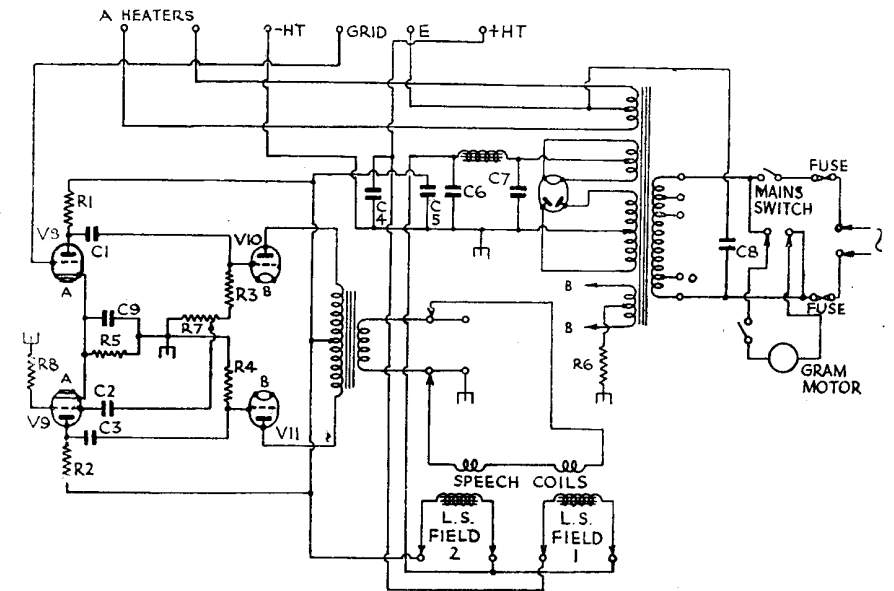 A HEATERS -HT GRID E +HT
FUSE
MAINS
SWITCH
R1
V8
C1
V10
C4
C5
C6
C7
C8
A
B
R3
C9
R7
R5
R8
A
R4
B
C2
V9
C3
V11
R2
B
B
R6
FUSE
GRAM
MOTOR
SPEECH COILS
L.S.
FIELD
2
L.S.
FIELD
1